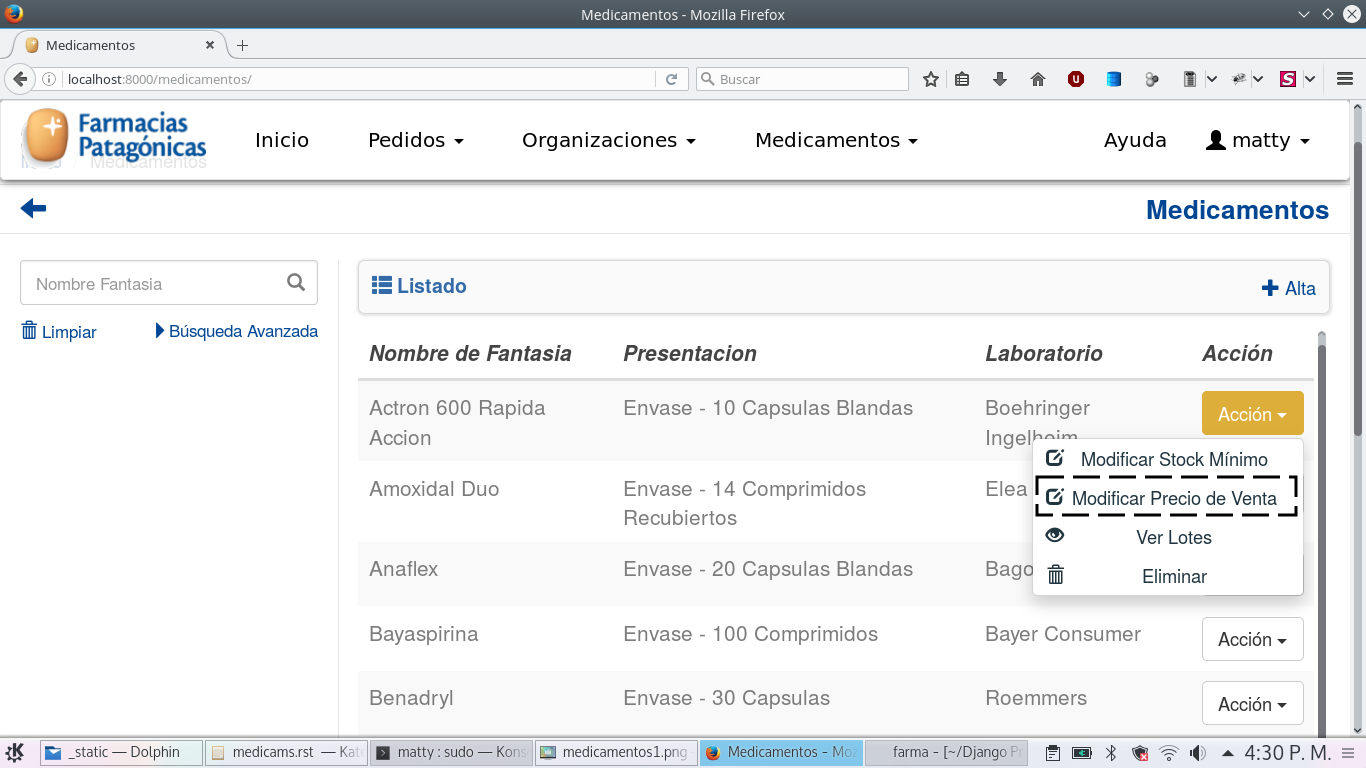 Medicamentos - Mozilla Firefox
Medicamentos
localhost:8000/medicamentos/
Buscar
Farmacias
Patagónicas
Inicio
Pedidos
Organizaciones
Medicamentos
Ayuda
matty
Medicamentos
Medicamentos
Nombre Fantasia
Limpiar
Búsqueda Avanzada
Listado
Alta
Nombre de Fantasia
Presentacion
Laboratorio
Acción
Actron 600 Rapida
Accion
Envase - 10 Capsulas Blandas
Boehringer
Ingelheim
Acción
Modificar Stock Mínimo
Modificar Precio de Venta
Ver Lotes
Eliminar
Amoxidal Duo
Envase - 14 Comprimidos
Recubiertos
Elea
Anaflex
Envase - 20 Capsulas Blandas
Bago
Bayaspirina
Envase - 100 Comprimidos
Bayer Consumer
Acción
Benadryl
Envase - 30 Capsulas
Roemmers
Acción
_static — Dolphin
medicams.rst — Kat
matty : sudo — Kons
medicamentos1.png
Medicamentos - Moz
farma - [~/Django P
4:30 P. M.